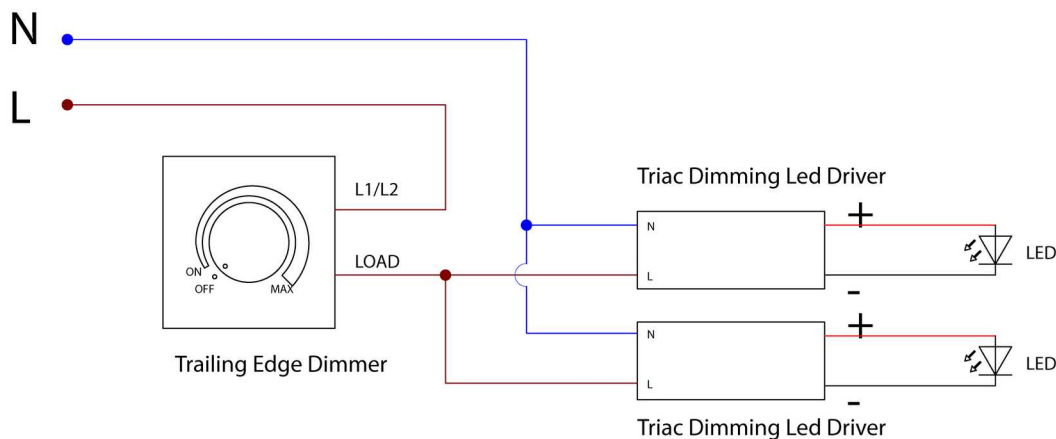 N
L
L1/L2
LOAD
ON
OFF
MAX
Trailing Edge Dimmer
Triac Dimming Led Driver
N
L
+
-
LED
N
L
+
-
LED
Triac Dimming Led Driver